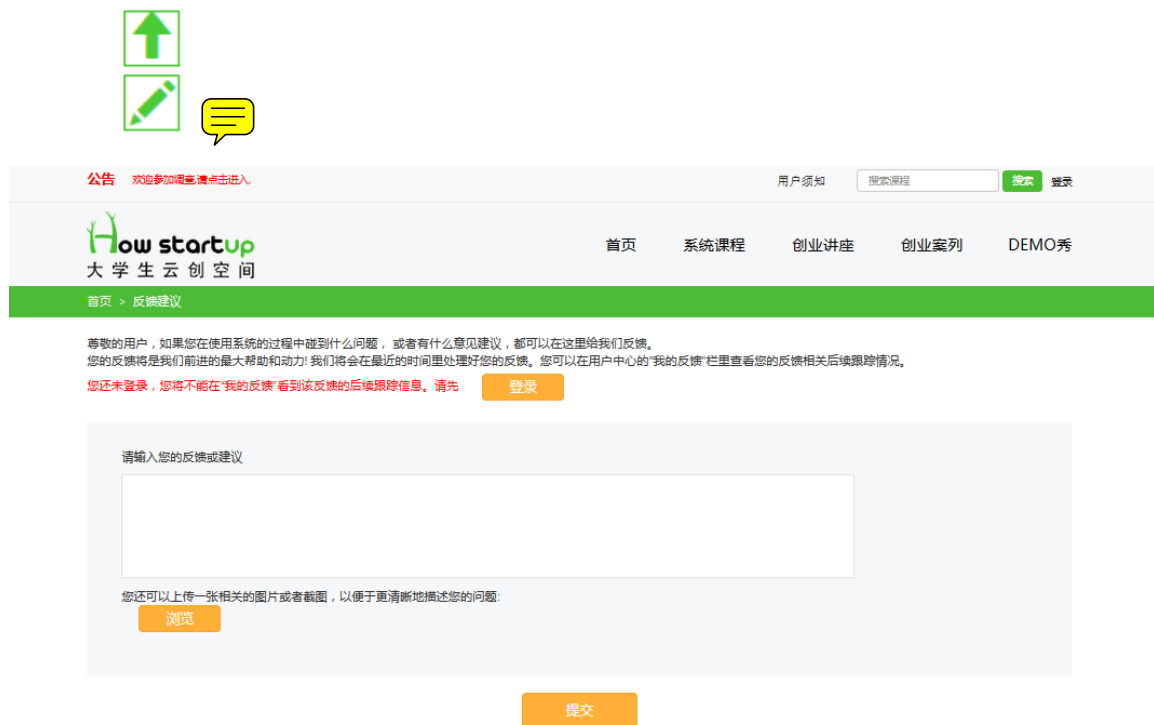 公告 欢迎参加调查,请点击进入.
用户须知 搜索课程 搜索 登录
How startup
大学生云创空间
首页 系统课程 创业讲座 创业案列 DEMO秀
首页 > 反馈建议
尊敬的用户，如果您在使用系统的过程中碰到什么问题， 或者有什么意见建议，都可以在这里给我们反馈。
您的反馈将是我们前进的最大帮助和动力! 我们将会在最近的时间里处理好您的反馈。您可以在用户中心的"我的反馈"栏里查看您的反馈相关后续跟踪情况。
您还未登录，您将不能在"我的反馈"看到该反馈的后续跟踪信息。请先 登录
请输入您的反馈或建议
您还可以上传一张相关的图片或者截图，以便于更清晰地描述您的问题:
浏览
提交